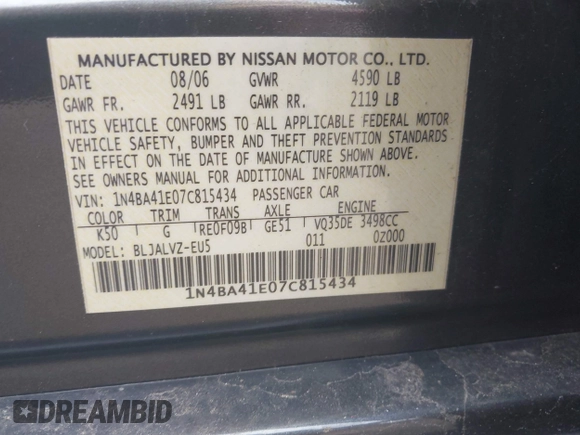 MANUFACTURED BY NISSAN MOTOR CO., LTD.
DATE 08/06 GVWR 4590 LB
GAWR FR. 2491 LB GAWR RR. 2119 LB
THIS VEHICLE CONFORMS TO ALL APPLICABLE FEDERAL MOTOR
VEHICLE SAFETY, BUMPER AND THEFT PREVENTION STANDARDS
IN EFFECT ON THE DATE OF MANUFACTURE SHOWN ABOVE.
SEE OWNERS MANUAL FOR ADDITIONAL INFORMATION.
VIN: 1N4BA41E07C815434 PASSENGER CAR
COLOR TRIM TRANS AXLE ENGINE
K50 G RE0F09B GE51 VQ35DE 3498CC
MODEL: BLJALVZ-EU5 011 0Z000
1N4BA41E07C815434
DREAMBID